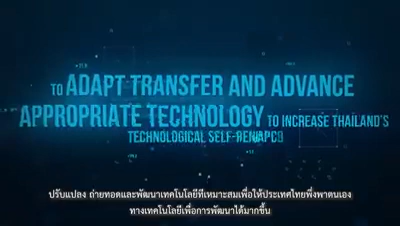 TO ADAPT TRANSFER AND ADVANCE
APPROPRIATE TECHNOLOGY TO INCREASE THAILAND'S
TECHNOLOGICAL
ปรับแปลง ถ่ายทอดและพัฒนาเทคโนโลยีที่เหมาะสมเพื่อให้ประเทศไทยพึ่งพาตนเอง
ทางเทคโนโลยีเพื่อการพัฒนาได้มากขึ้น